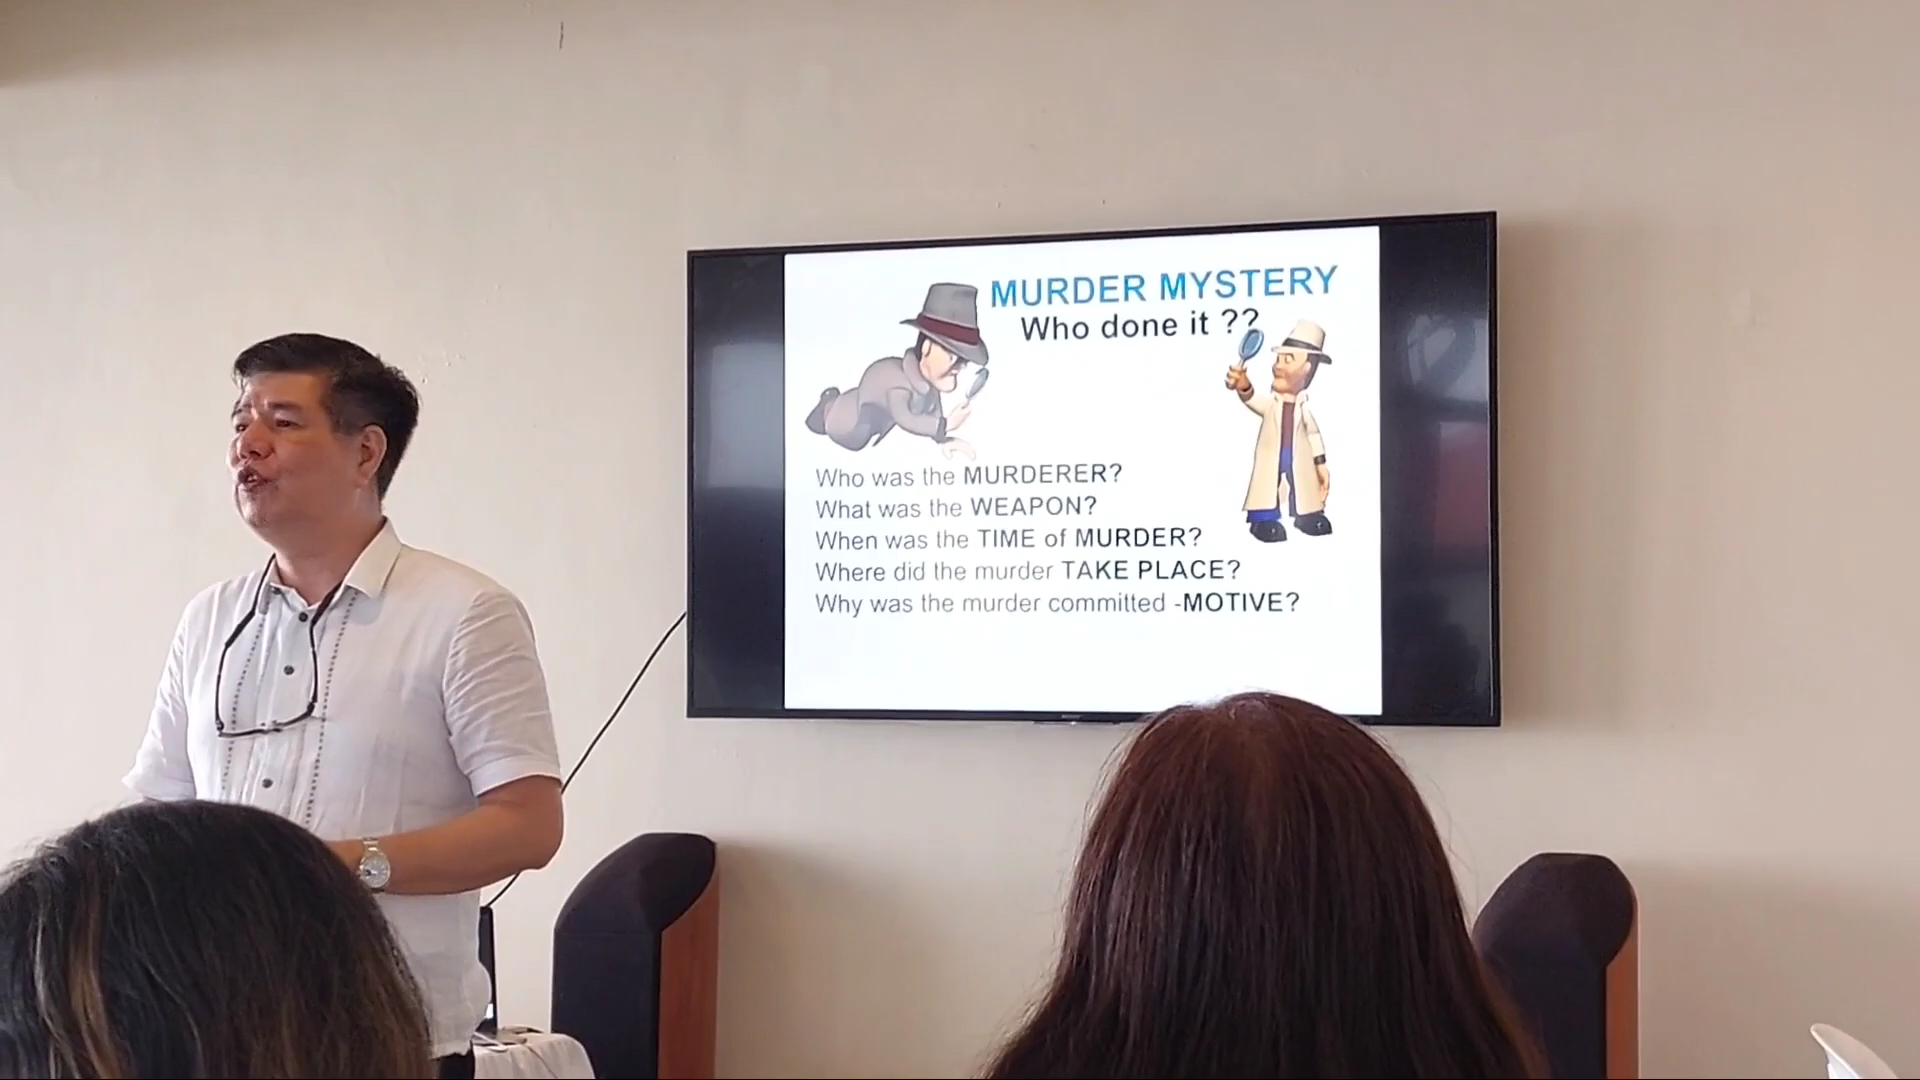 MURDER MYSTERY
Who done it ??
Who was the MURDERER?
What was the WEAPON?
When was the TIME of MURDER?
Where did the murder TAKE PLACE?
Why was the murder committed -MOTIVE?